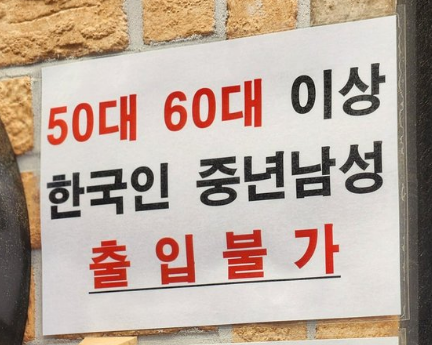 50대 60대 이상
한국인 중년남성
출입불가